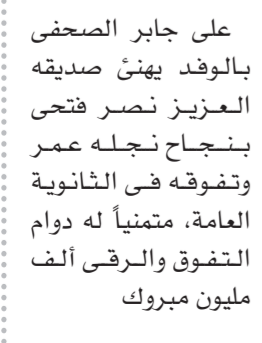 على جابر الصحفى
بالوفد يهنئ صديقه
العزيز نصر فتحى
بنجاح نجله عمر
وتفوقه فى الثانوية
العامة، متمنياً له دوام
التفوق والرقى ألف
مليون مبروك